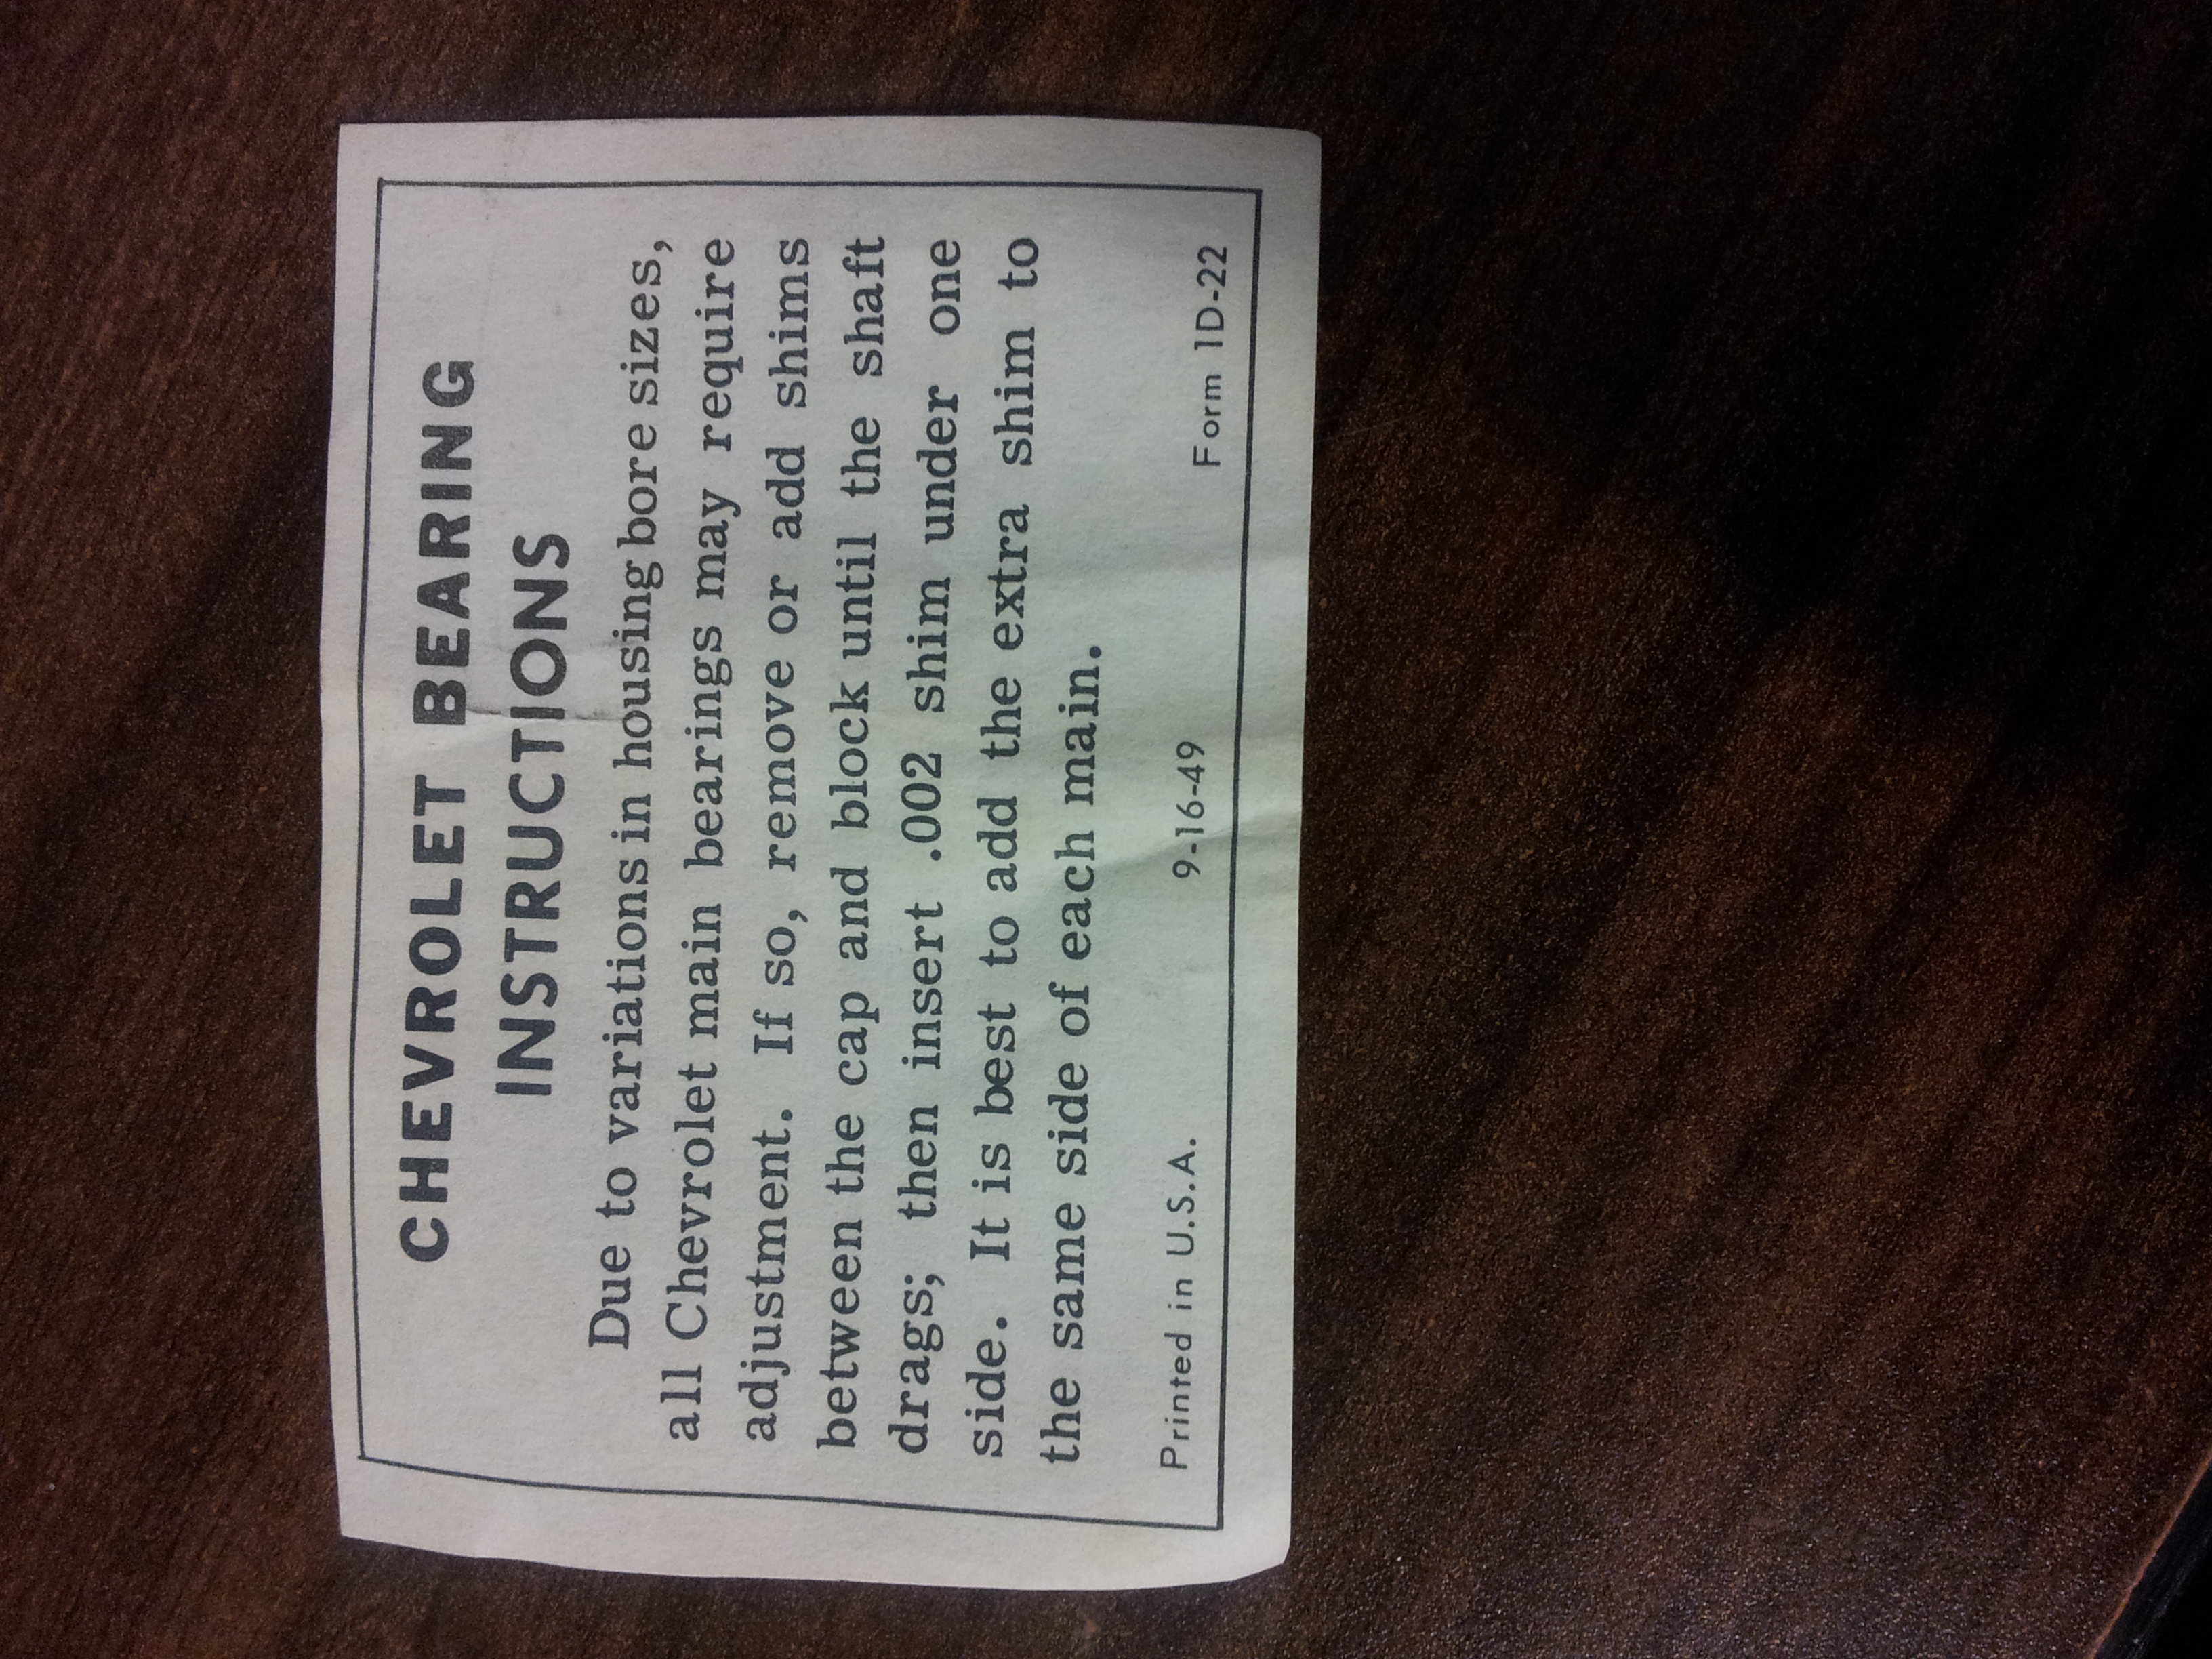 CHEVROLET BEARING
INSTRUCTIONS
Due to variations in housing bore sizes,
all Chevrolet main bearings may require
adjustment. If so, remove or add shims
between the cap and block until the shaft
drags; then insert .002 shim under one
side. It is best to add the extra shim to
the same side of each main.
Printed in U.S.A. 9-16-49 Form 1D-22